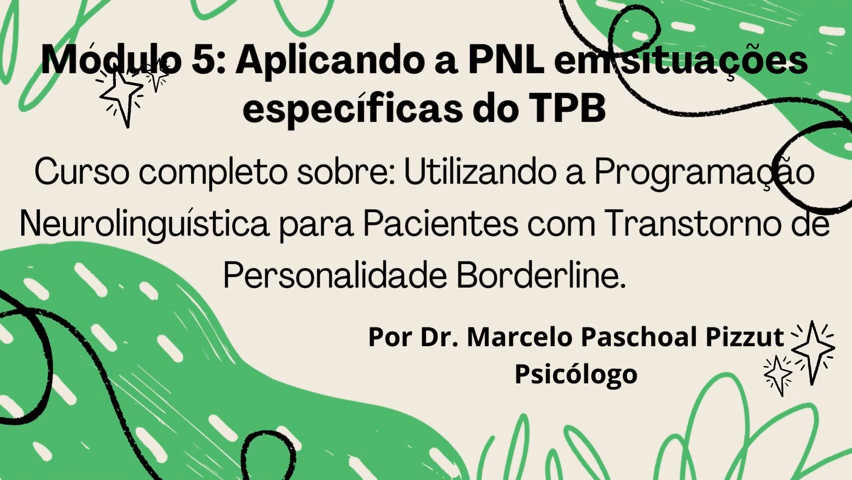 Módulo 5: Aplicando a PNL em situações
específicas do TPB
Curso completo sobre: Utilizando a Programação
Neurolinguística para Pacientes com Transtorno de
Personalidade Borderline.
Por Dr. Marcelo Paschoal Pizzut
Psicólogo